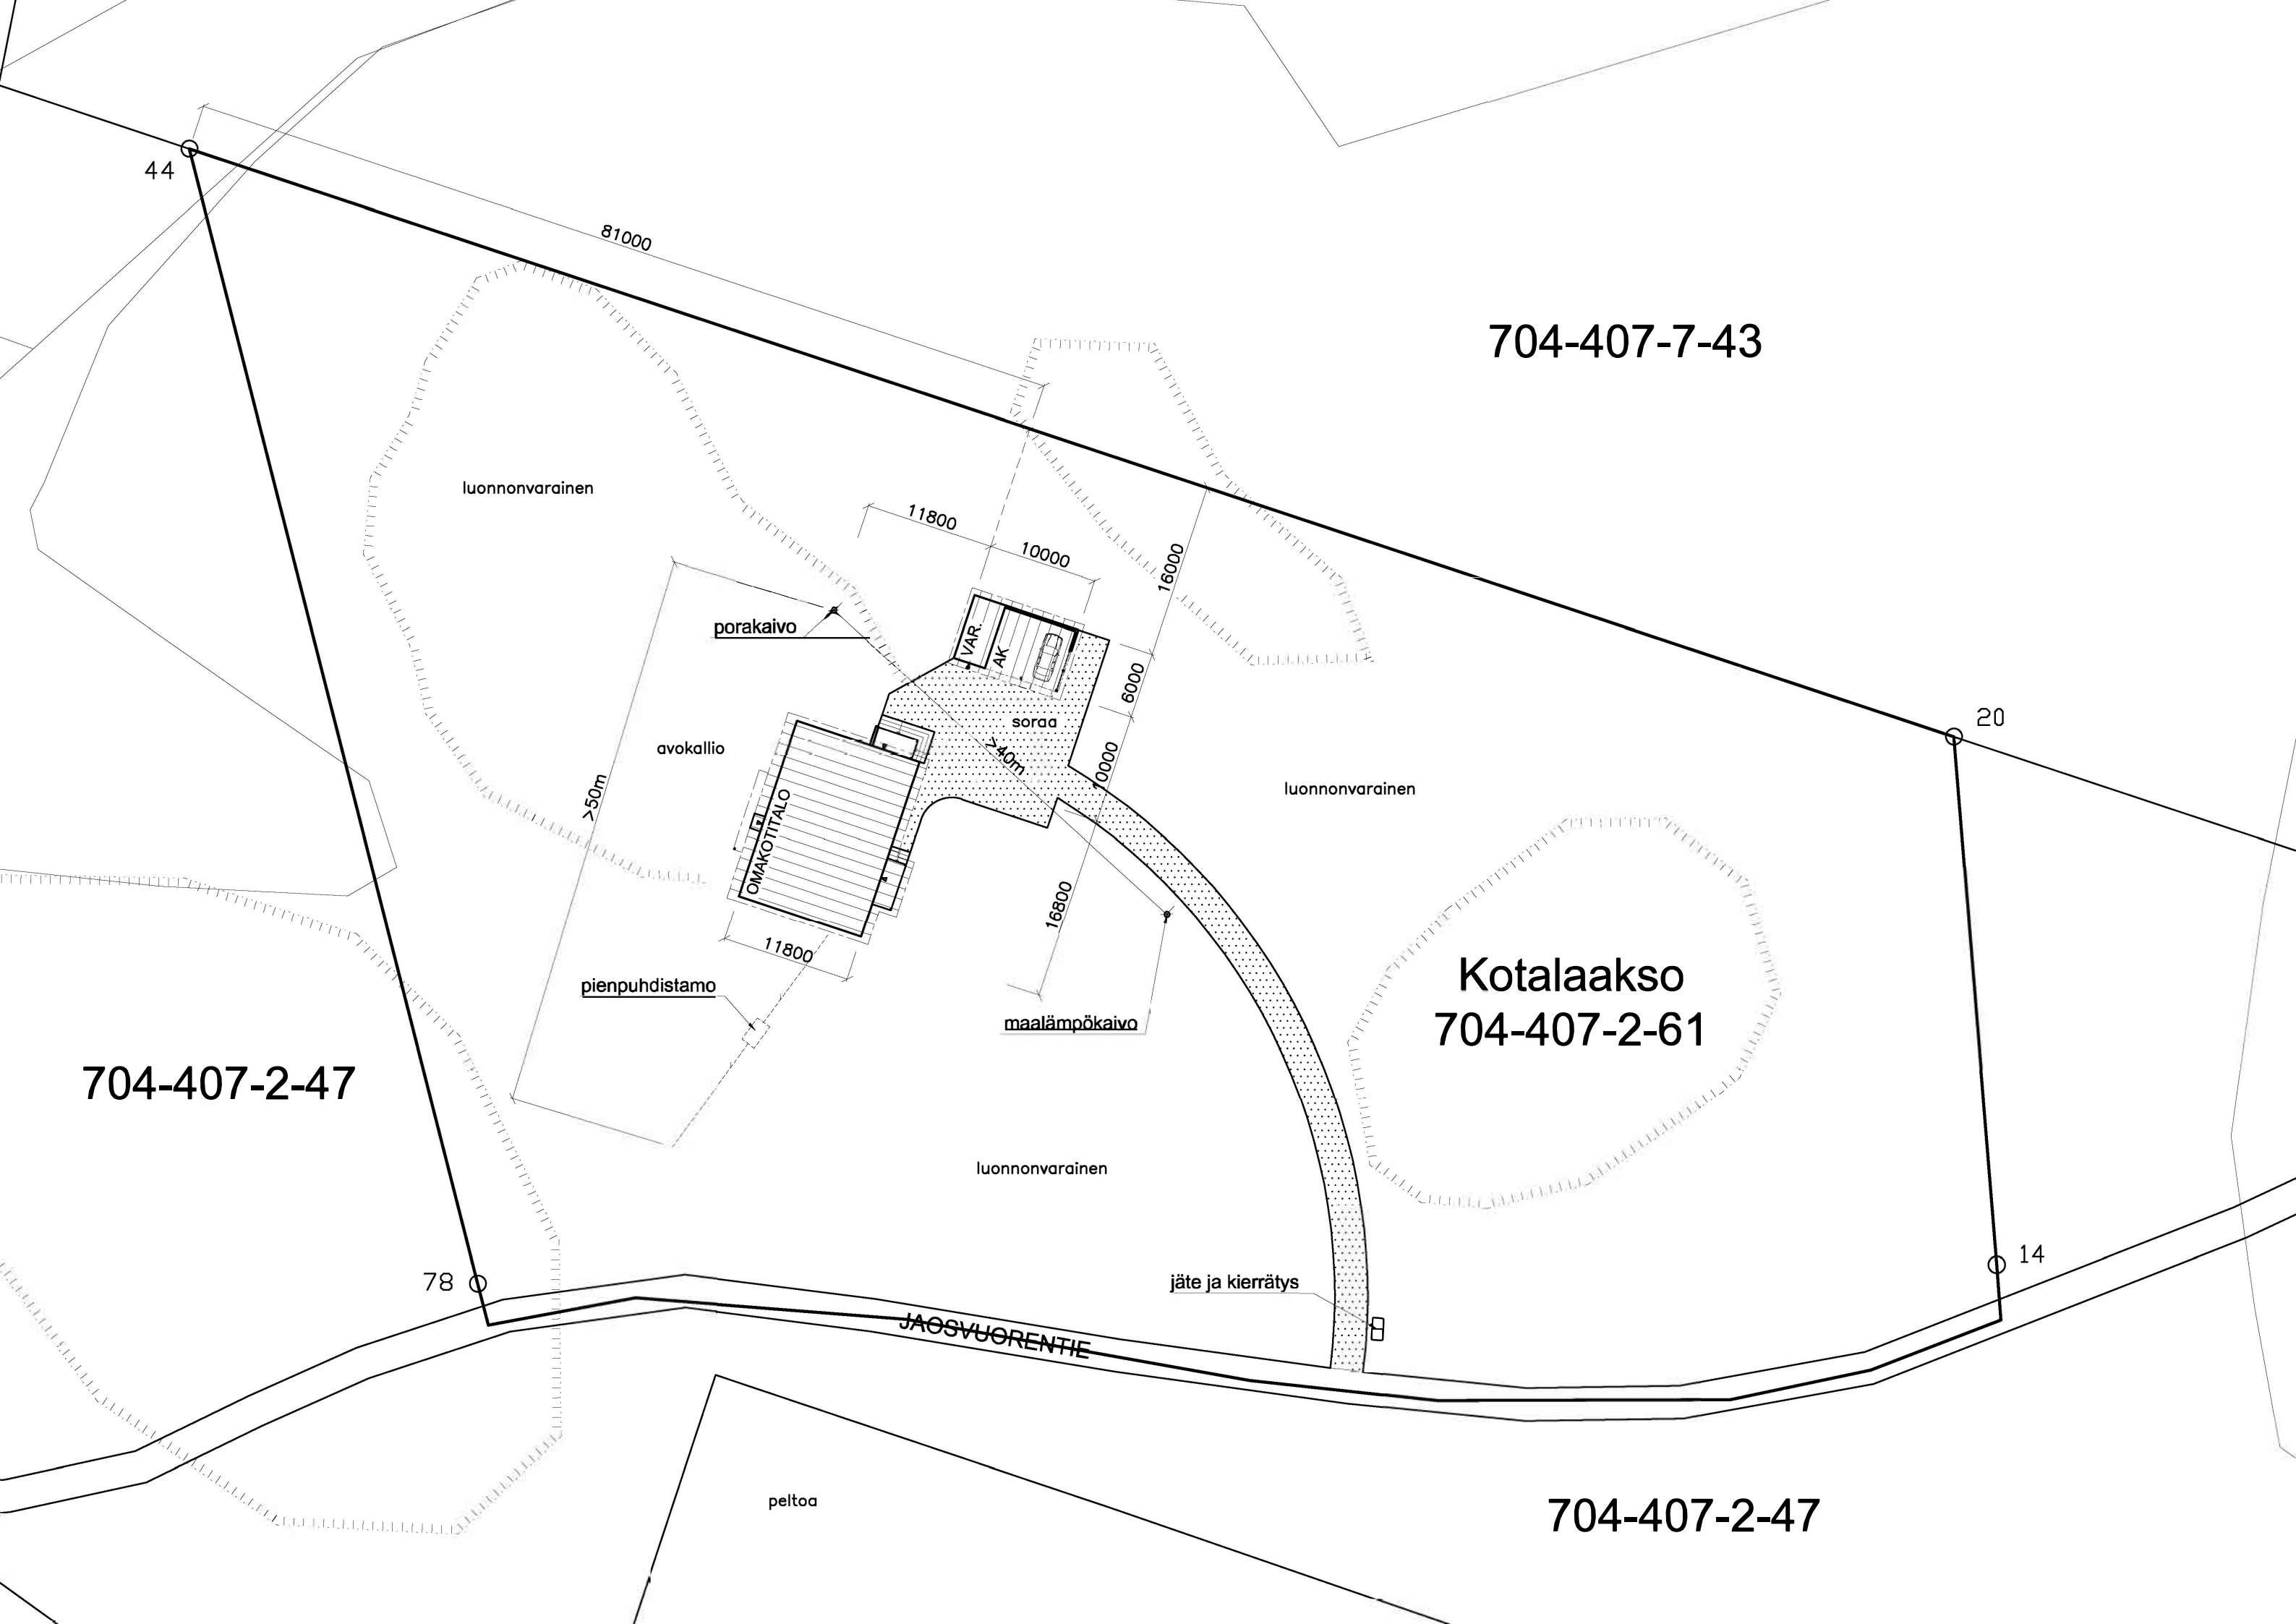 44
81000
704-407-7-43
luonnonvarainen
11800
10000
16000
porakaivo
VAR.
AK
6000
20
soraa
avokallio
>40m
10000
luonnonvarainen
>50m
OMAKOTITALO
16800
11800
Kotalaakso
704-407-2-61
pienpuhdistamo
maalämpökaivo
704-407-2-47
luonnonvarainen
14
78
jäte ja kierrätys
JAOSVUORENTIE
peltoa
704-407-2-47